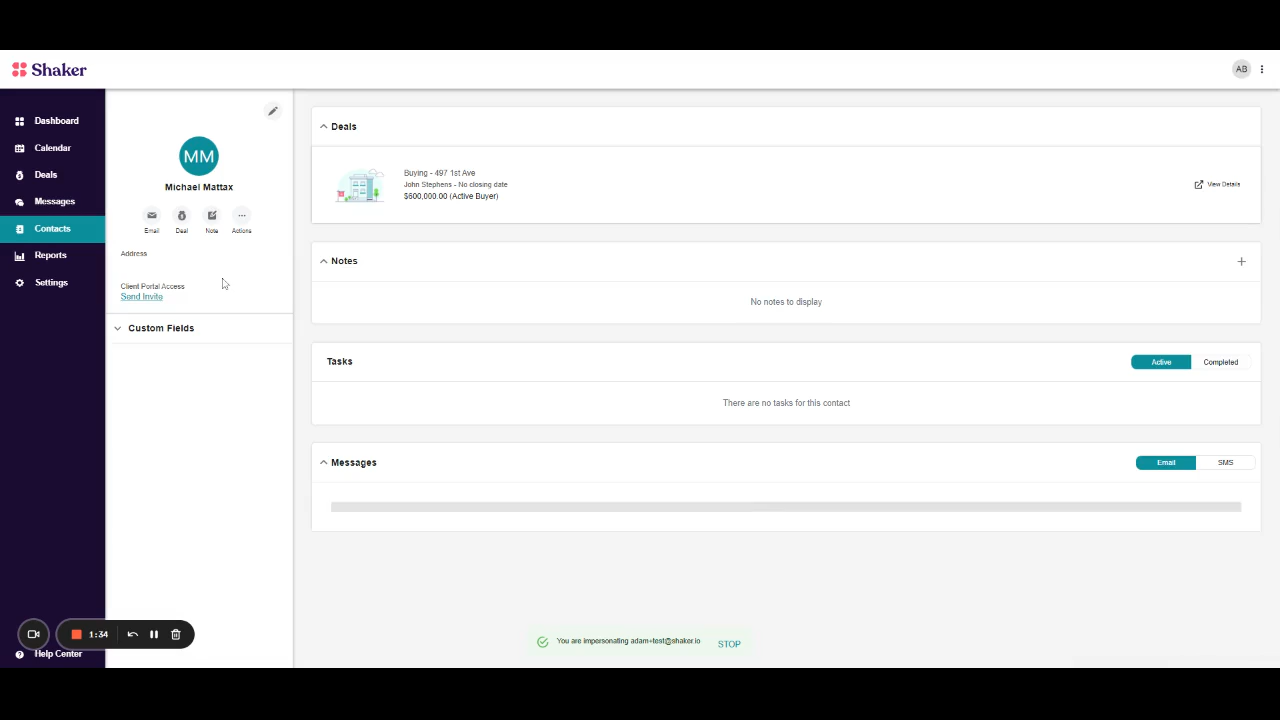 Shaker
AB
Dashboard
Calendar
Deals
Messages
Contacts
Reports
Settings
Help Center
1:34
MM
Michael Mattax
Email
Deal
Note
Actions
Address
Client Portal Access
Send Invite
Custom Fields
Deals
Buying - 497 1st Ave
John Stephens - No closing date
$600,000.00 (Active Buyer)
View Details
Notes
No notes to display
Tasks
Active
Completed
There are no tasks for this contact
Messages
Email
SMS
You are impersonating adam+test@shaker.io
STOP